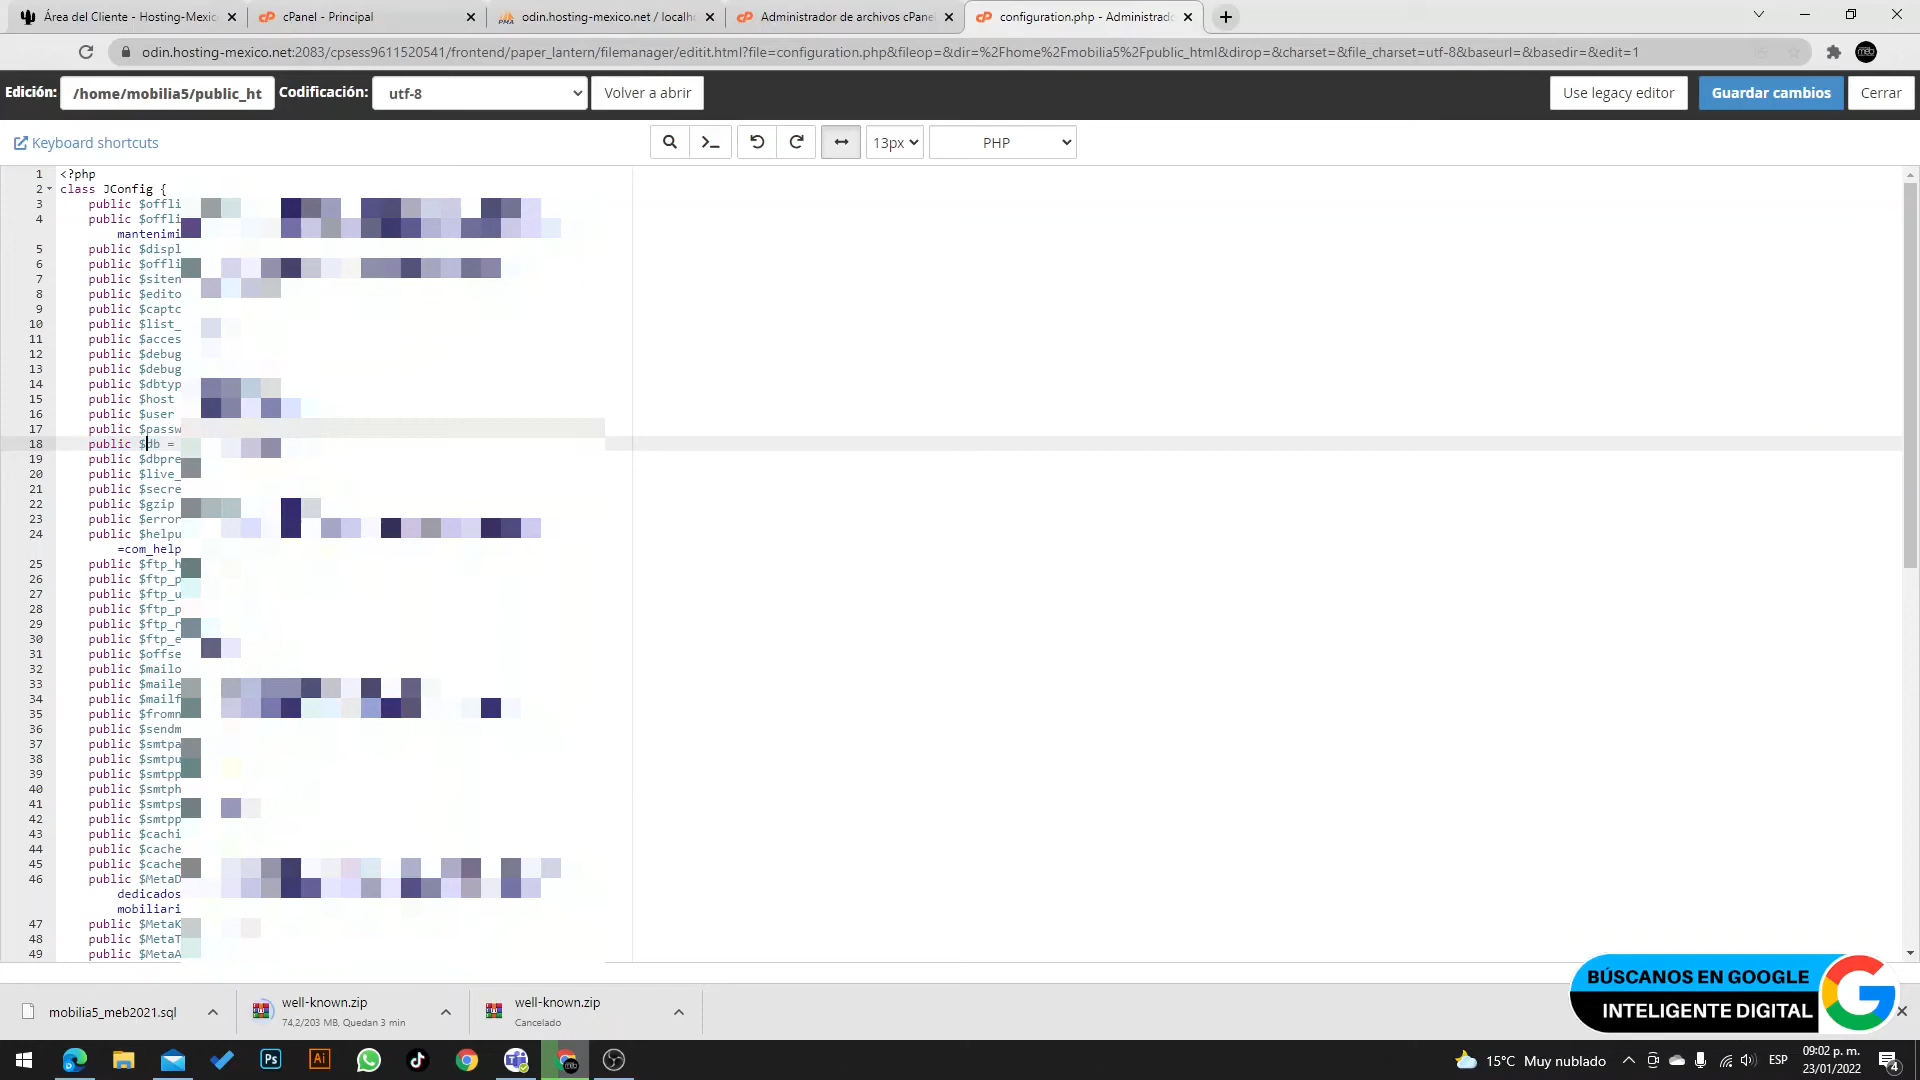 Área del Cliente - Hosting-Mexic
cPanel - Principal
odin.hosting-mexico.net / localh
Administrador de archivos cPane
configuration.php - Administrado
odin.hosting-mexico.net:2083/cpsess9611520541/frontend/paper_lantern/filemanager/editit.html?file=configuration.php&fileop=&dir=%2Fhome%2Fmobilia5%2Fpublic_html&dirop=&charset=&file_charset=utf-8&baseurl=&basedir=&edit=1
Edición: /home/mobilia5/public_ht Codificación: utf-8 Volver a abrir Use legacy editor Guardar cambios Cerrar
Keyboard shortcuts 13px PHP
1 <?php
2 class JConfig {
3 public $offli
4 public $offli
mantenimi
5 public $displ
6 public $offli
7 public $siten
8 public $edito
9 public $captc
10 public $list_
11 public $acces
12 public $debug
13 public $debug
14 public $dbtyp
15 public $host
16 public $user
17 public $passw
18 public $db =
19 public $dbpre
20 public $live_
21 public $secre
22 public $gzip
23 public $error
24 public $helpu
=com_help
25 public $ftp_h
26 public $ftp_p
27 public $ftp_u
28 public $ftp_p
29 public $ftp_r
30 public $ftp_e
31 public $offse
32 public $mailo
33 public $maile
34 public $mailf
35 public $fromn
36 public $sendm
37 public $smtpa
38 public $smtpu
39 public $smtpp
40 public $smtph
41 public $smtps
42 public $smtpp
43 public $cachi
44 public $cache
45 public $cache
46 public $MetaD
dedicados
mobiliari
47 public $MetaK
48 public $MetaT
49 public $MetaA
BÚSCANOS EN GOOGLE
INTELIGENTE DIGITAL
mobilia5_meb2021.sql
well-known.zip
74,2/203 MB, Quedan 3 min
well-known.zip
Cancelado
Ps Ai
15°C Muy nublado ESP
09:02 p. m.
23/01/2022
4